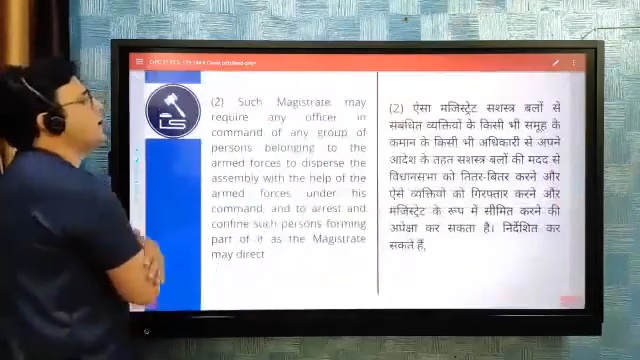 LS
(2) Such Magistrate may
require any officer in
command of any group of
persons belonging to the
armed forces to disperse the
assembly with the help of the
armed forces under his
command, and to arrest and
confine such persons forming
part of it as the Magistrate
may direct
(2) ऐसा मजिस्ट्रेट सशस्त्र बलों से
संबंधित व्यक्तियों के किसी भी समूह के
कमान के किसी भी अधिकारी से अपने
आदेश के तहत सशस्त्र बलों की मदद से
विधानसभा को तितर-बितर करने और
ऐसे व्यक्तियों को गिरफ्तार करने और
मजिस्ट्रेट के रूप में सीमित करने की
अपेक्षा कर सकता है। निर्देशित कर
सकते हैं,